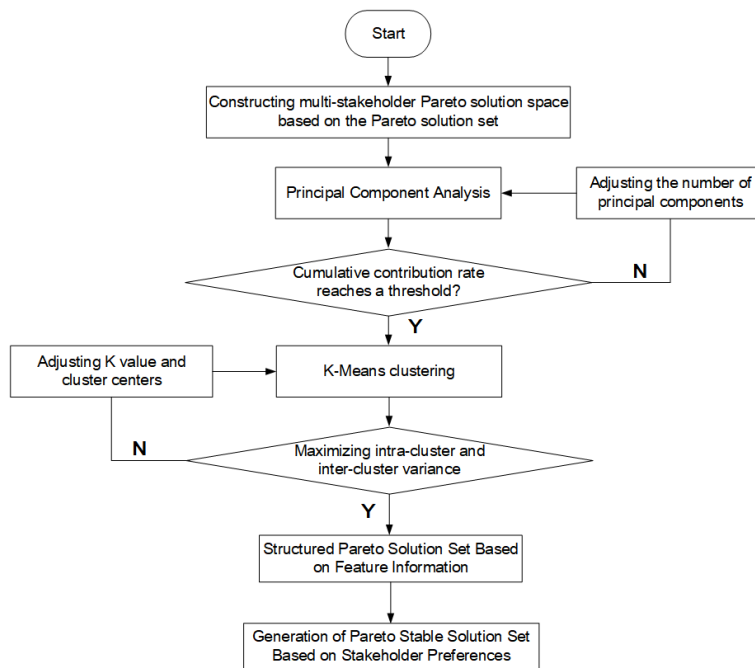 Start
Constructing multi-stakeholder Pareto solution space
based on the Pareto solution set
Principal Component Analysis
Adjusting the number of
principal components
Cumulative contribution rate
reaches a threshold?
N
Y
Adjusting K value and
cluster centers
K-Means clustering
N
Maximizing intra-cluster and
inter-cluster variance
Y
Structured Pareto Solution Set Based
on Feature Information
Generation of Pareto Stable Solution Set
Based on Stakeholder Preferences